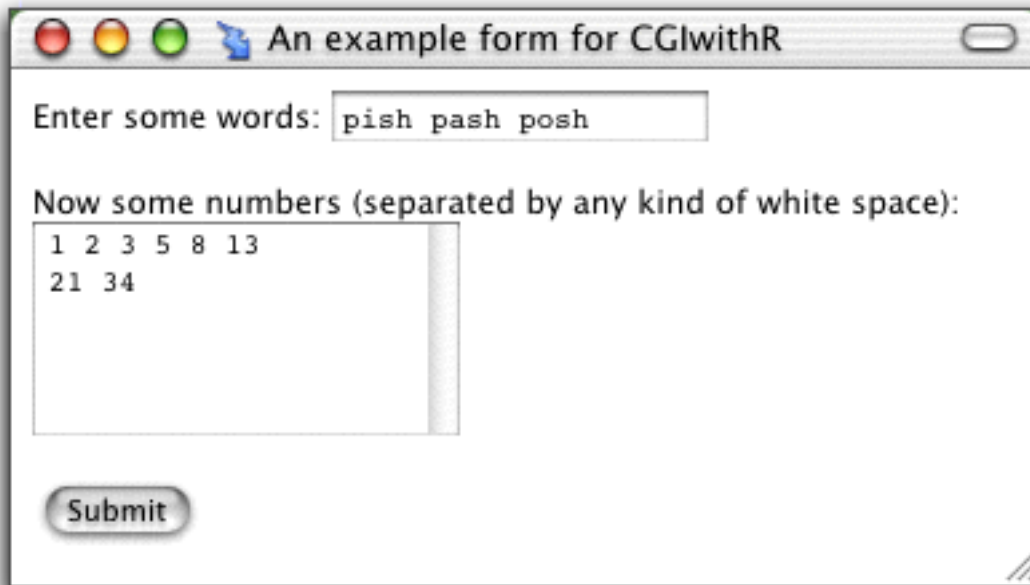 An example form for CGIwithR
Enter some words: pish pash posh
Now some numbers (separated by any kind of white space):
1 2 3 5 8 13
21 34
Submit